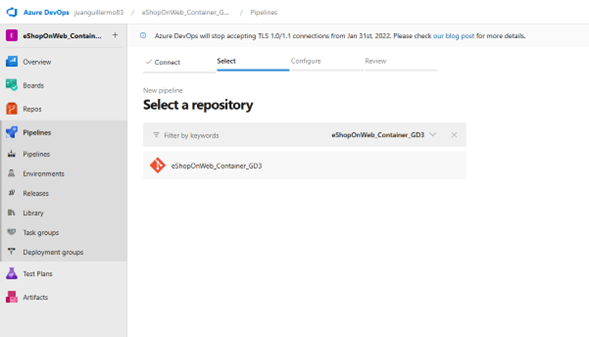 Azure DevOps juanguillermo83 / eShopOnWeb_Container_G... / Pipelines
E eShopOnWeb_Contain... +
Azure DevOps will stop accepting TLS 1.0/1.1 connections from Jan 31st, 2022. Please check our blog post for more details.
Overview
Boards
Repos
Pipelines
Pipelines
Environments
Releases
Library
Task groups
Deployment groups
Test Plans
Artifacts
Connect Select Configure Review
New pipeline
Select a repository
Filter by keywords eShopOnWeb_Container_GD3
eShopOnWeb_Container_GD3